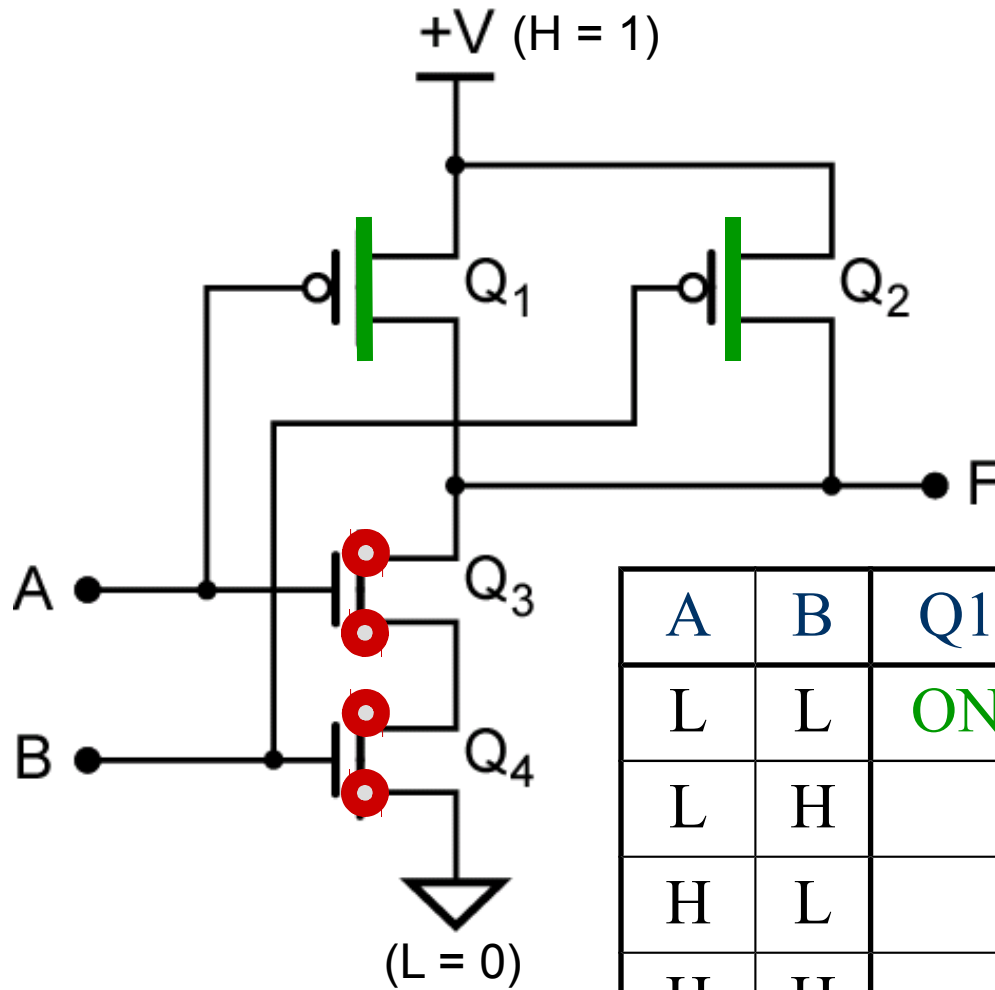 +V (H = 1)
Q1
Q2
F
A
Q3
B
Q4
(L = 0)
A B Q1
L L ON
L H
H L
H H